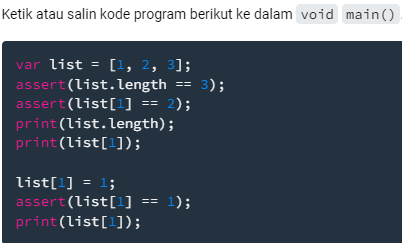 Ketik atau salin kode program berikut ke dalam void main().
var list = [1, 2, 3];
assert(list.length == 3);
assert(list[1] == 2);
print(list.length);
print(list[1]);
list[1] = 1;
assert(list[1] == 1);
print(list[1]);